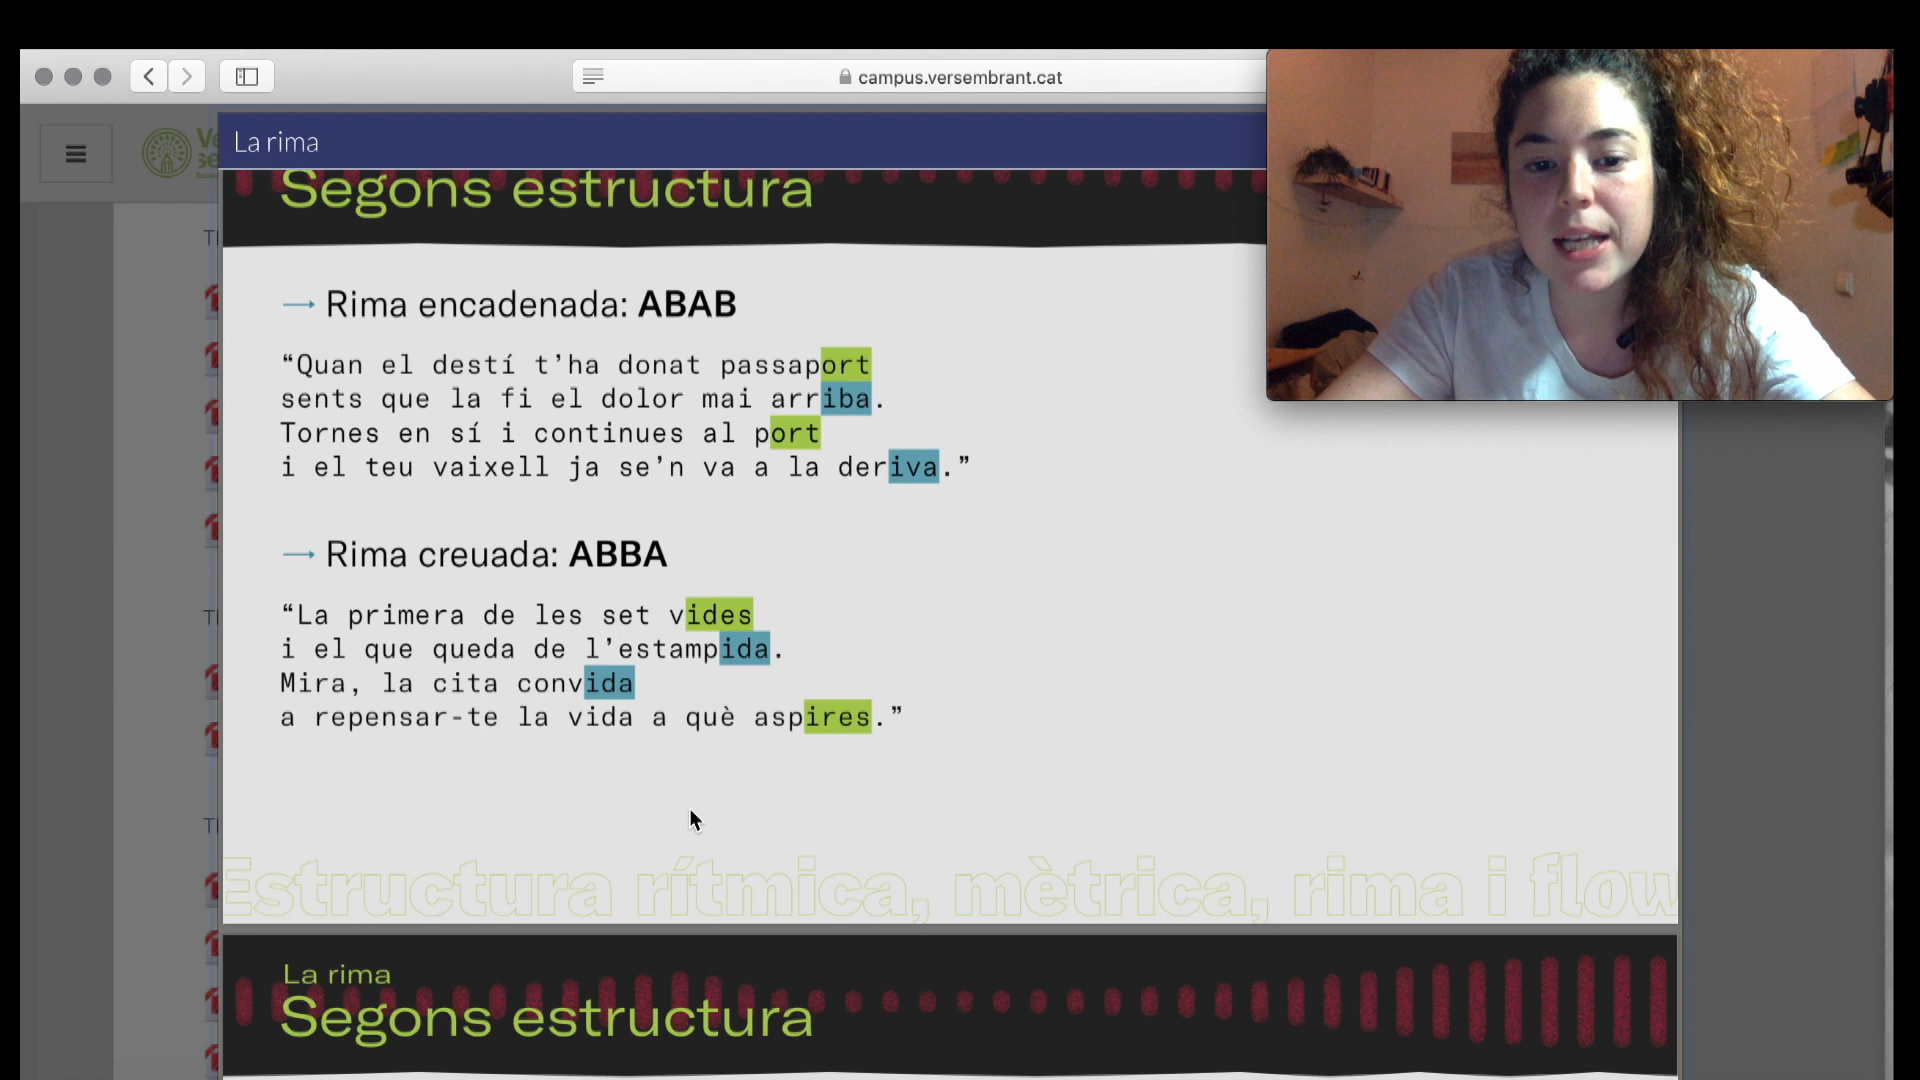 campus.versembrant.cat
La rima
Segons estructura
→ Rima encadenada: ABAB
“Quan el destí t’ha donat passaport
sents que la fi el dolor mai arriba.
Tornes en sí i continues al port
i el teu vaixell ja se’n va a la deriva.”
→ Rima creuada: ABBA
“La primera de les set vides
i el que queda de l’estampida.
Mira, la cita convida
a repensar-te la vida a què aspires.”
Estructura rítmica, mètrica, rima i flow
La rima
Segons estructura